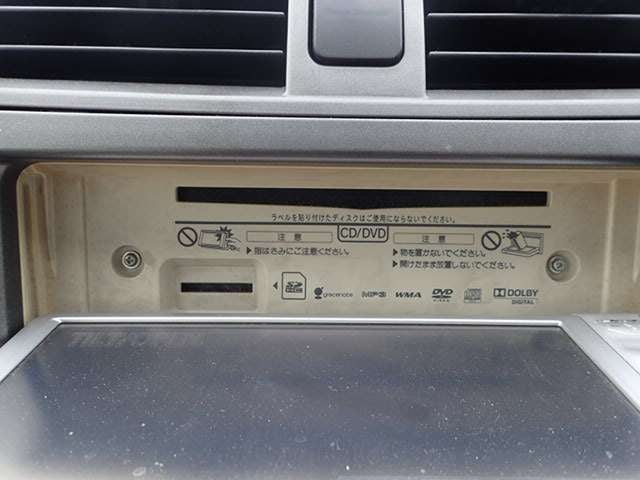 ラベルを貼り付けたディスクはご使用にならないでください。
注意
CD/DVD
注意
▶指はさみにご注意ください。
▶物を置かないでください。
▶開けたまま放置しないでください。
SD
gracenote
MP3
WMA
DVD
DOLBY
DIGITAL